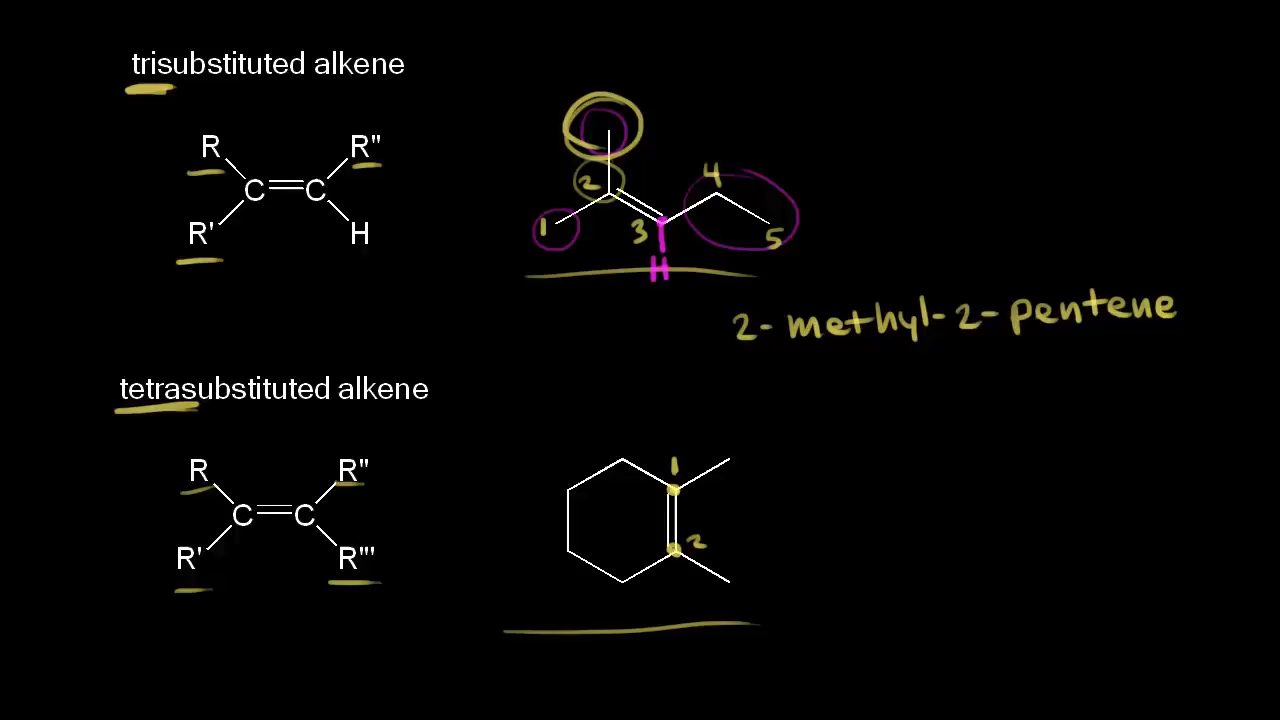 trisubstituted alkene
R R"
C C
R' H
4
2
1 3 5
H
2-methyl-2-pentene
tetrasubstituted alkene
R R"
C C
R' R'"
1
2